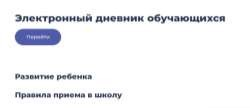 Электронный дневник обучающихся
Перейти
Развитие ребенка
Правила приема в школу